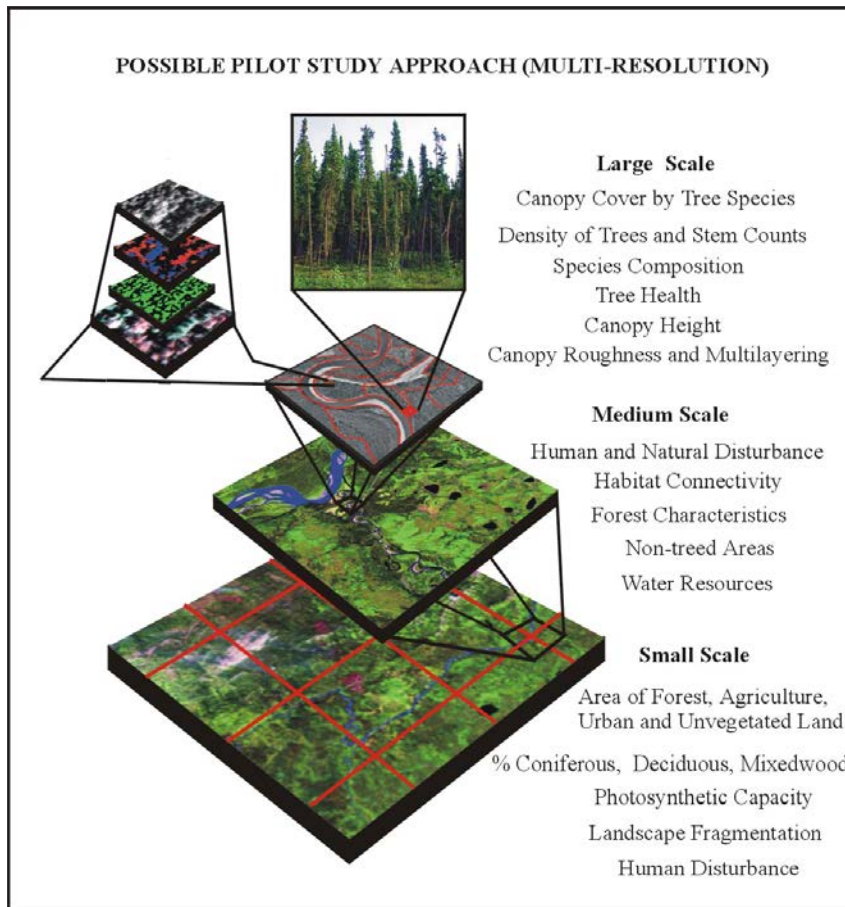 POSSIBLE PILOT STUDY APPROACH (MULTI-RESOLUTION)
Large Scale
Canopy Cover by Tree Species
Density of Trees and Stem Counts
Species Composition
Tree Health
Canopy Height
Canopy Roughness and Multilayering
Medium Scale
Human and Natural Disturbance
Habitat Connectivity
Forest Characteristics
Non-treed Areas
Water Resources
Small Scale
Area of Forest, Agriculture,
Urban and Unvegetated Land
% Coniferous, Deciduous, Mixedwood
Photosynthetic Capacity
Landscape Fragmentation
Human Disturbance